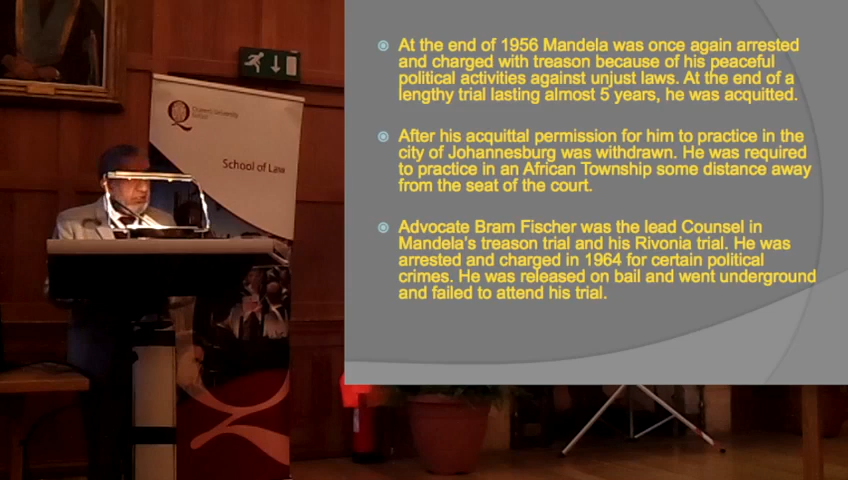 At the end of 1956 Mandela was once again arrested
and charged with treason because of his peaceful
political activities against unjust laws. At the end of a
lengthy trial lasting almost 5 years, he was acquitted.
After his acquittal permission for him to practice in the
city of Johannesburg was withdrawn. He was required
to practice in an African Township some distance away
from the seat of the court.
Advocate Bram Fischer was the lead Counsel in
Mandela's treason trial and his Rivonia trial. He was
arrested and charged in 1964 for certain political
crimes. He was released on bail and went underground
and failed to attend his trial.
Queen's University
Belfast
School of Law